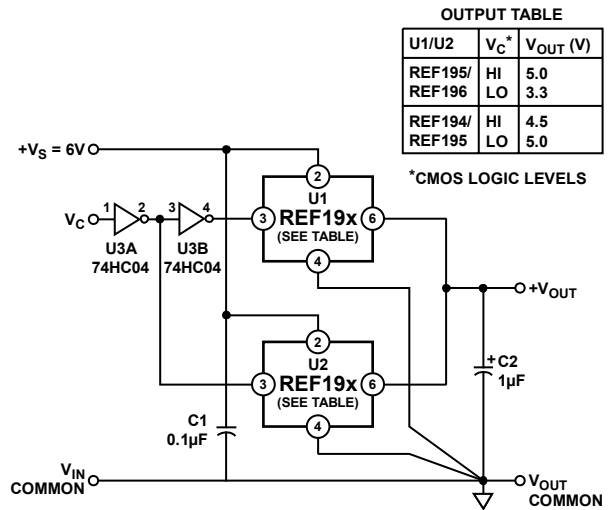 OUTPUT TABLE
U1/U2 V_C* V_OUT (V)
REF195/ HI 5.0
REF196 LO 3.3
REF194/ HI 4.5
REF195 LO 5.0
*CMOS LOGIC LEVELS
+V_S = 6V
2
U1
V_C 1 2 3 4 3 REF19x 6
(SEE TABLE)
U3A U3B
74HC04 74HC04
4
+V_OUT
2
U2
3 REF19x 6
(SEE TABLE)
+ C2
1µF
4
C1
0.1µF
V_IN
COMMON
V_OUT
COMMON